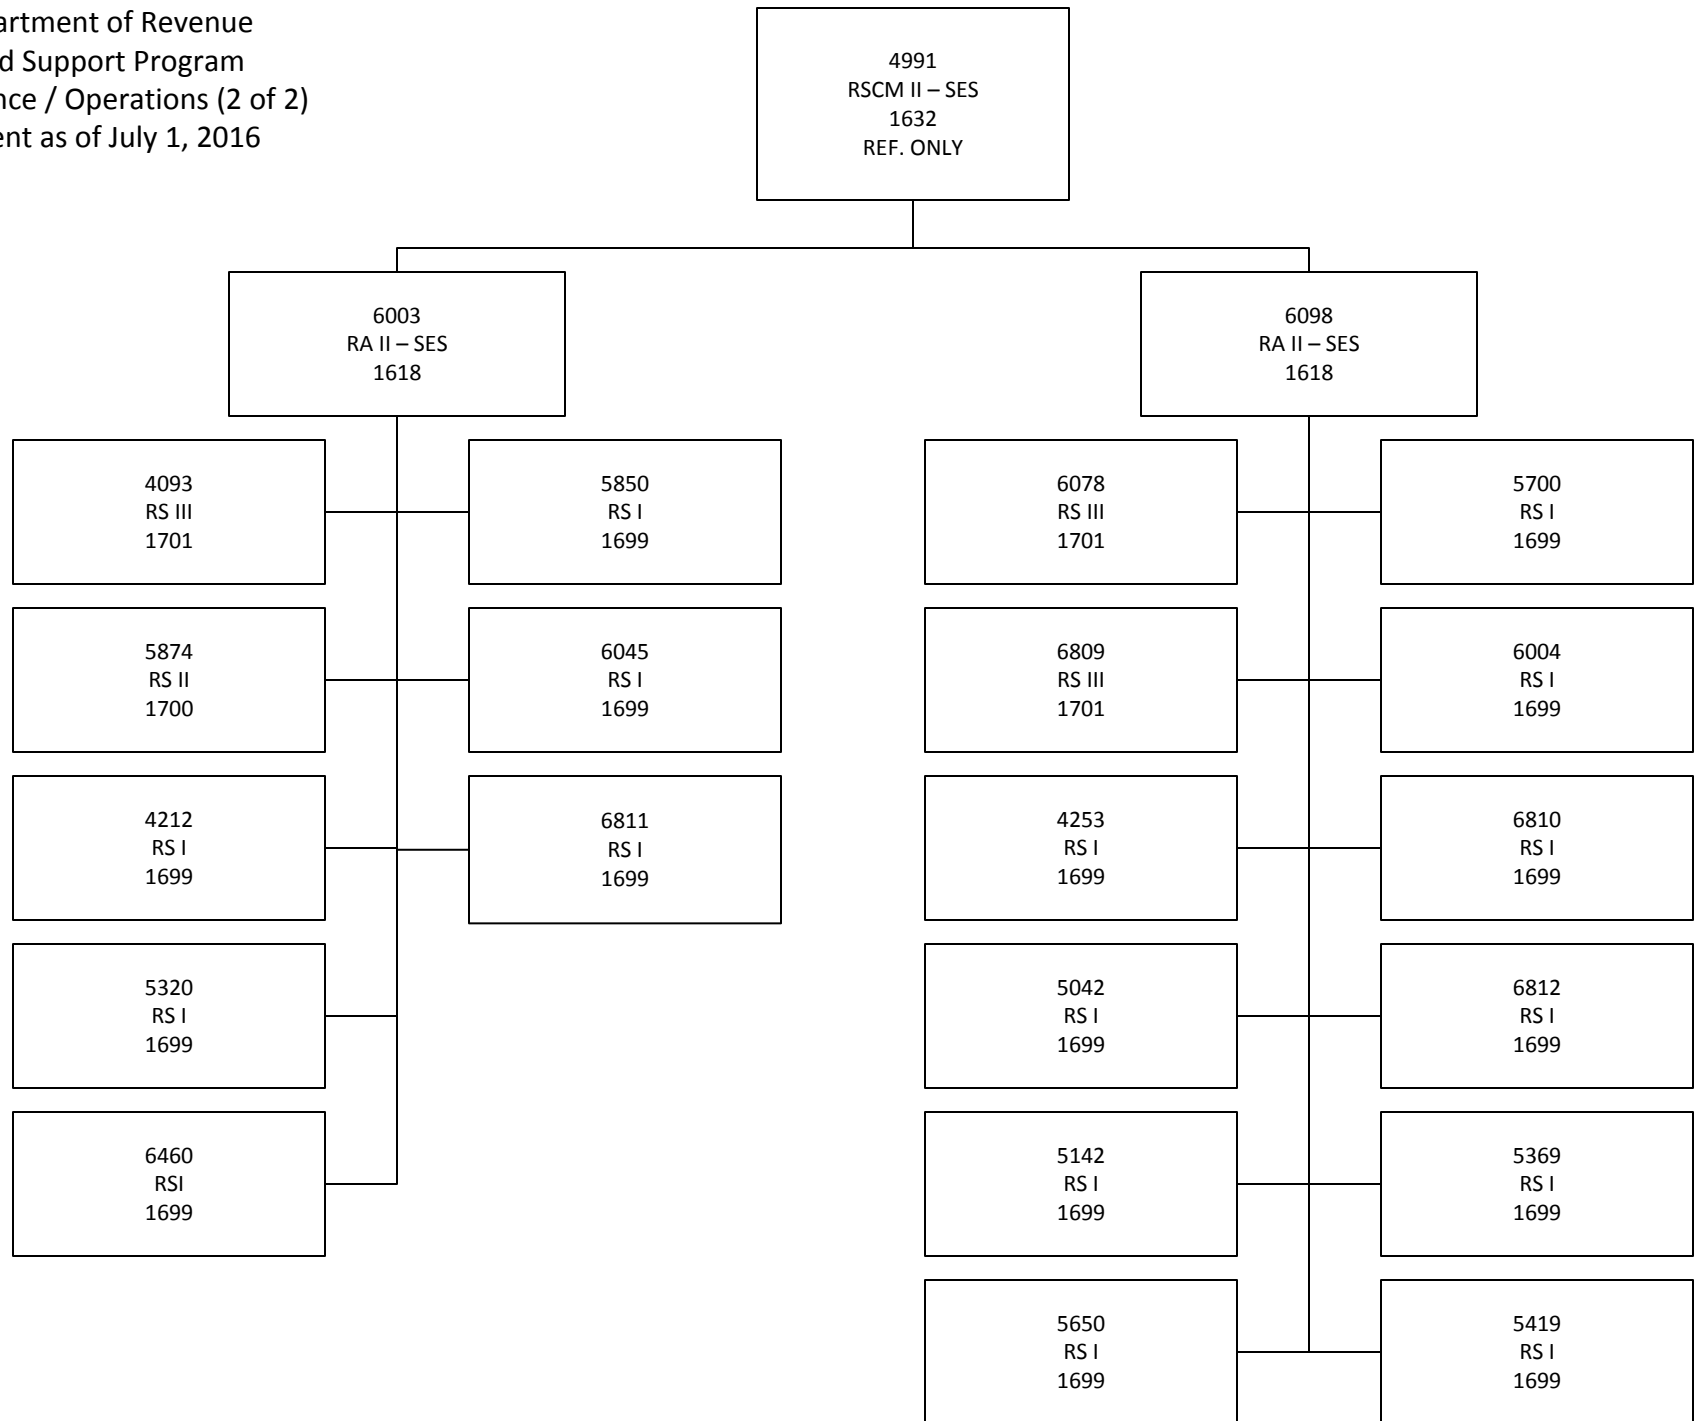 artment of Revenue
d Support Program
nce / Operations (2 of 2)
ent as of July 1, 2016
4991
RSCM II – SES
1632
REF. ONLY
6003
RA II – SES
1618
6098
RA II – SES
1618
4093
RS III
1701
5850
RS I
1699
6078
RS III
1701
5700
RS I
1699
5874
RS II
1700
6045
RS I
1699
6809
RS III
1701
6004
RS I
1699
4212
RS I
1699
6811
RS I
1699
4253
RS I
1699
6810
RS I
1699
5320
RS I
1699
5042
RS I
1699
6812
RS I
1699
6460
RSI
1699
5142
RS I
1699
5369
RS I
1699
5650
RS I
1699
5419
RS I
1699